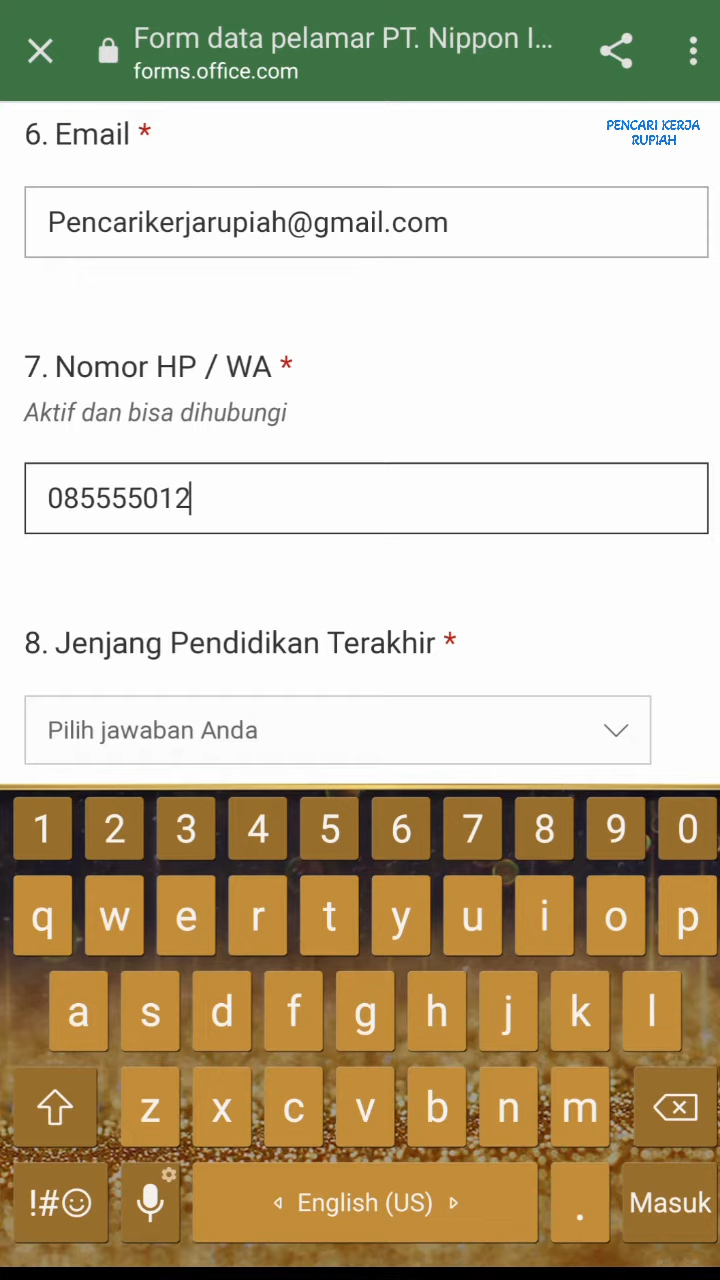 Form data pelamar PT. Nippon I...
forms.office.com
PENCARI KERJA
RUPIAH
6. Email *
Pencarikerjarupiah@gmail.com
7. Nomor HP / WA *
Aktif dan bisa dihubungi
085555012
8. Jenjang Pendidikan Terakhir *
Pilih jawaban Anda
1 2 3 4 5 6 7 8 9 0
q w e r t y u i o p
a s d f g h j k l
z x c v b n m
!#☺ English (US) . Masuk